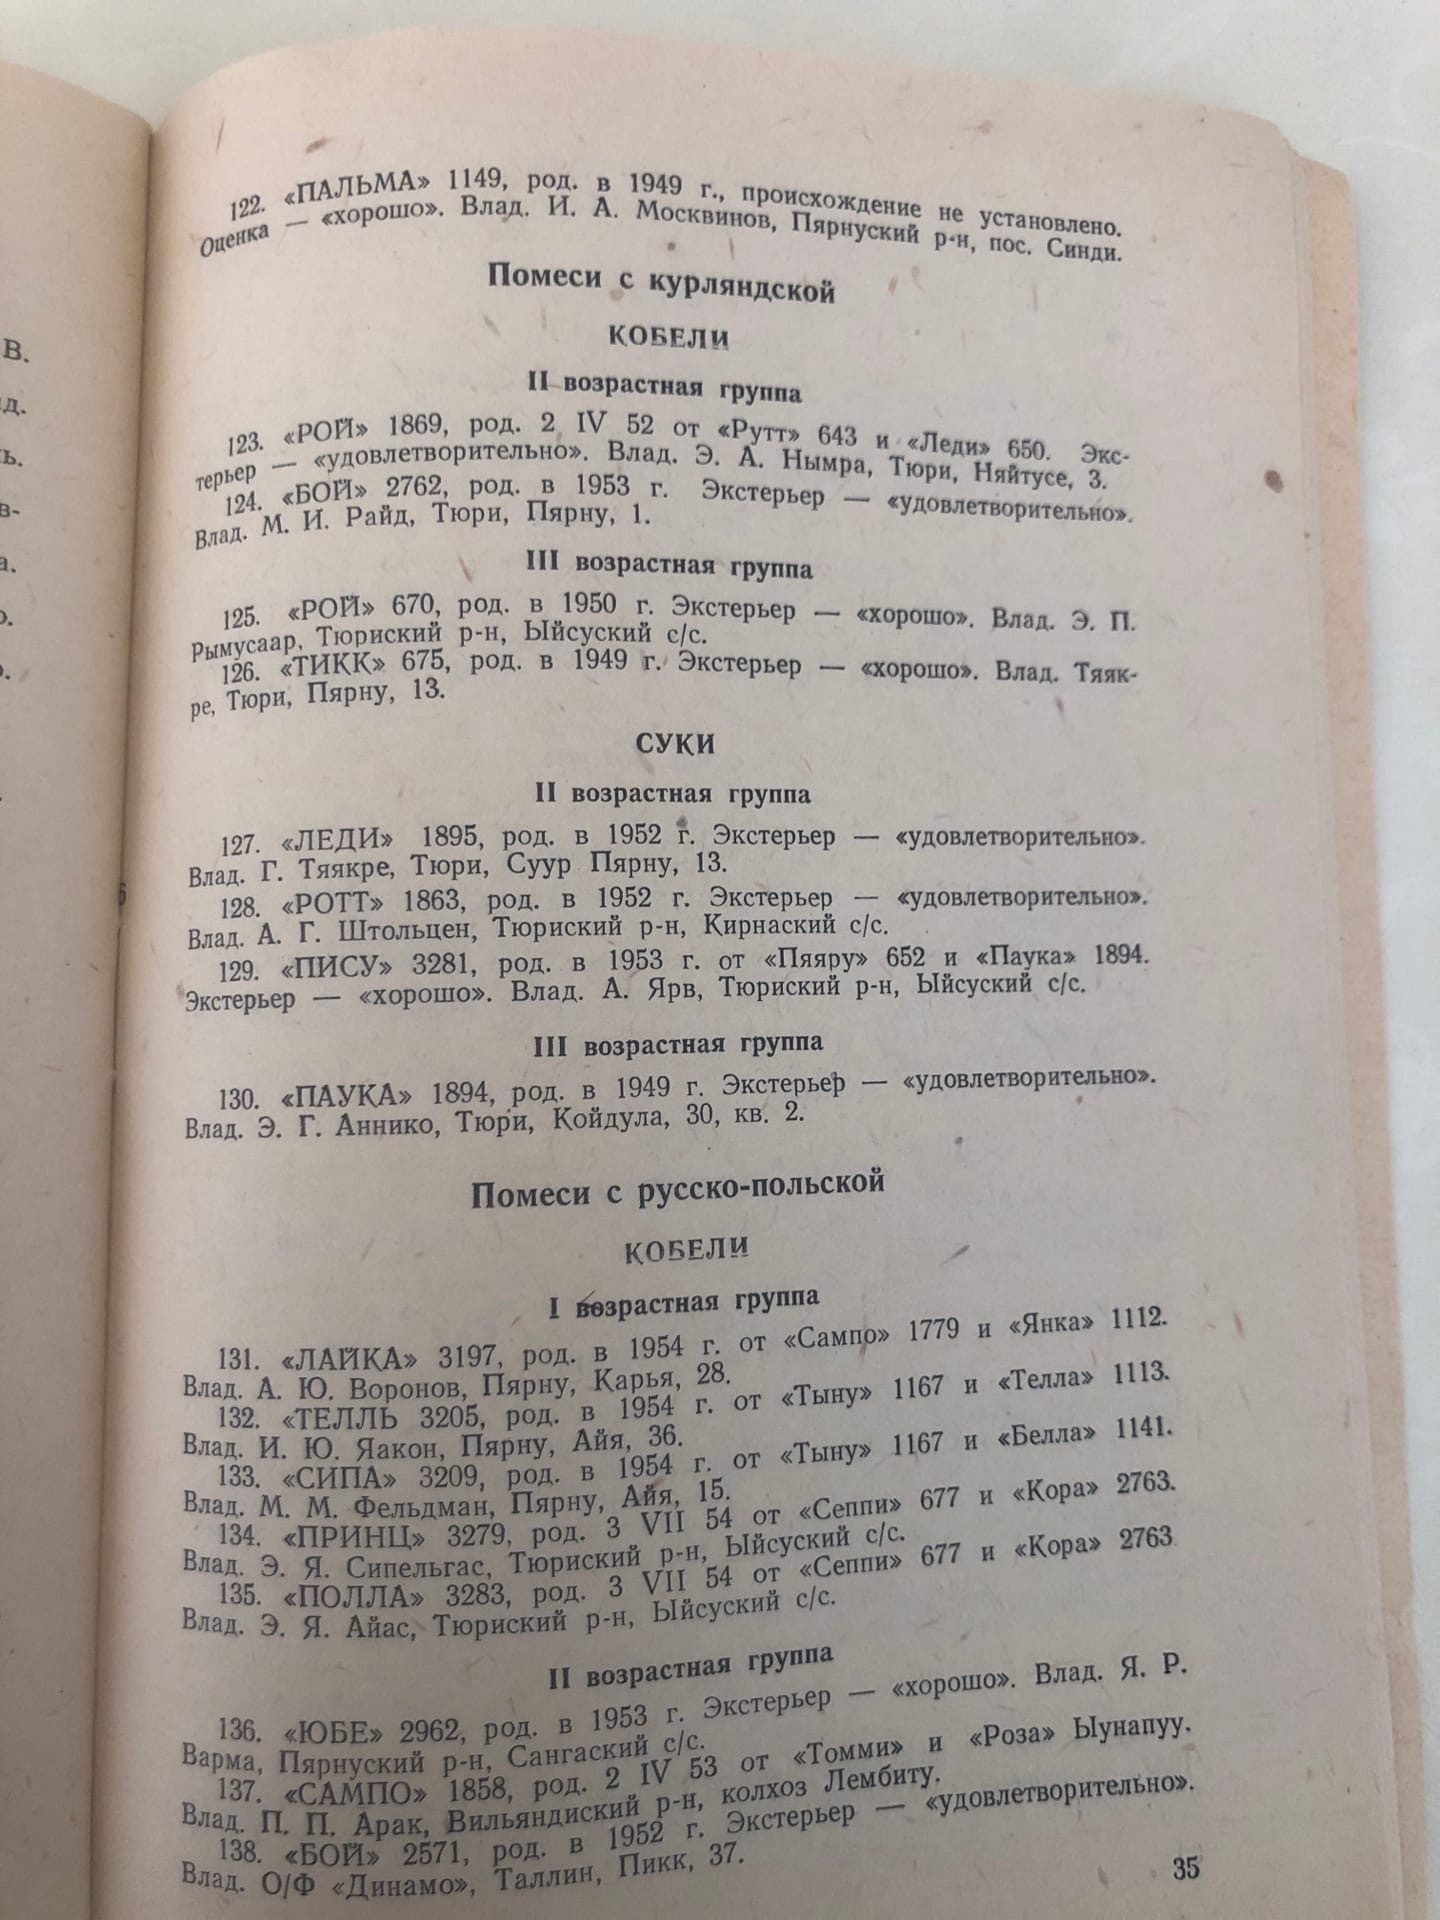 122. «ПАЛЬМА» 1149, род. в 1949 г., происхождение не установлено.
Оценка — «хорошо». Влад. И. А. Москвинов, Пярнуский р-н, пос. Синди.
Помеси с курляндской
КОБЕЛИ
II возрастная группа
123. «РОЙ» 1869, род. 2 IV 52 от «Рутт» 643 и «Леди» 650. Экс-
терьер — «удовлетворительно». Влад. Э. А. Нымра, Тюри, Няйтусе, 3.
124. «БОЙ» 2762, род. в 1953 г. Экстерьер — «удовлетворительно».
Влад. М. И. Райд, Тюри, Пярну, 1.
III возрастная группа
125. «РОЙ» 670, род. в 1950 г. Экстерьер — «хорошо». Влад. Э. П.
Рымусаар, Тюриский р-н, Ыйсуский с/с.
126. «ТИКК» 675, род. в 1949 г. Экстерьер — «хорошо». Влад. Тяяк-
ре, Тюри, Пярну, 13.
СУКИ
II возрастная группа
127. «ЛЕДИ» 1895, род. в 1952 г. Экстерьер — «удовлетворительно».
Влад. Г. Тяякре, Тюри, Суур Пярну, 13.
128. «РОТТ» 1863, род. в 1952 г. Экстерьер — «удовлетворительно».
Влад. А. Г. Штольцен, Тюриский р-н, Кирнаский с/с.
129. «ПИСУ» 3281, род. в 1953 г. от «Пяяру» 652 и «Паука» 1894.
Экстерьер — «хорошо». Влад. А. Ярв, Тюриский р-н, Ыйсуский с/с.
III возрастная группа
130. «ПАУКА» 1894, род. в 1949 г. Экстерьер — «удовлетворительно».
Влад. Э. Г. Аннико, Тюри, Койдула, 30, кв. 2.
Помеси с русско-польской
КОБЕЛИ
I возрастная группа
131. «ЛАЙКА» 3197, род. в 1954 г. от «Сампо» 1779 и «Янка» 1112.
Влад. А. Ю. Воронов, Пярну, Карья, 28.
132. «ТЕЛЛЬ 3205, род. в 1954 г. от «Тыну» 1167 и «Телла» 1113.
Влад. И. Ю. Яакон, Пярну, Айя, 36.
133. «СИПА» 3209, род. в 1954 г. от «Тыну» 1167 и «Белла» 1141.
Влад. М. М. Фельдман, Пярну, Айя, 15.
134. «ПРИНЦ» 3279, род. 3 VII 54 от «Сеппи» 677 и «Кора» 2763.
Влад. Э. Я. Сипельгас, Тюриский р-н, Ыйсуский с/с.
135. «ПОЛЛА» 3283, род. 3 VII 54 от «Сеппи» 677 и «Кора» 2763
Влад. Э. Я. Айас, Тюриский р-н, Ыйсуский с/с.
II возрастная группа
136. «ЮБЕ» 2962, род. в 1953 г. Экстерьер — «хорошо». Влад. Я. Р.
Варма, Пярнуский р-н, Сангаский с/с.
137. «САМПО» 1858, род. 2 IV 53 от «Томми» и «Роза» Ыунапуу.
Влад. П. П. Арак, Вильяндиский р-н, колхоз Лембиту.
138. «БОЙ» 2571, род. в 1952 г. Экстерьер — «удовлетворительно».
Влад. О/Ф «Динамо», Таллин, Пикк, 37.
35